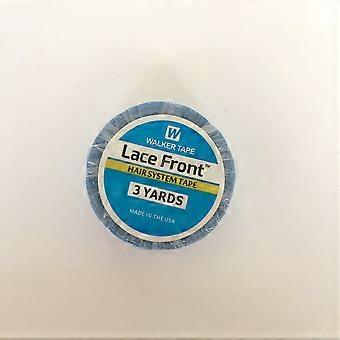 W
WALKER TAPE
Lace Front™
HAIR SYSTEM TAPE
3 YARDS
MADE IN THE USA